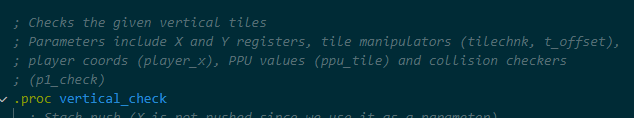 ; Checks the given vertical tiles
; Parameters include X and Y registers, tile manipulators (tilechnk, t_offset),
; player coords (player_x), PPU values (ppu_tile) and collision checkers
; (p1_check)
.proc vertical_check
; Stack push (X is not pushed since we use it as a parameter)